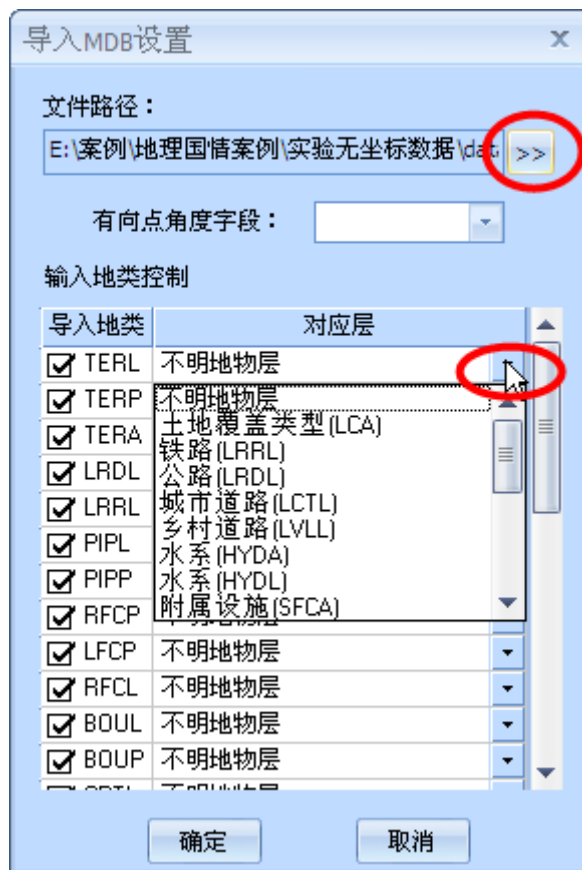 导入MDB设置
文件路径：
E:\案例\地理国情案例\实验无坐标数据\dat
>>
有向点角度字段：
输入地类控制
导入地类 对应层
TERL 不明地物层
TERP 不明地物层
土地覆盖类型(LCA)
TERA 铁路(LRRL)
LRDL 公路(LRDL)
LRRL 城市道路(LCTL)
乡村道路(LVLL)
PIPL 水系(HYDA)
PIPP 水系(HYDL)
附属设施(SFCA)
RFCP
LFCP 不明地物层
RFCL 不明地物层
BOUL 不明地物层
BOUP 不明地物层
确定 取消